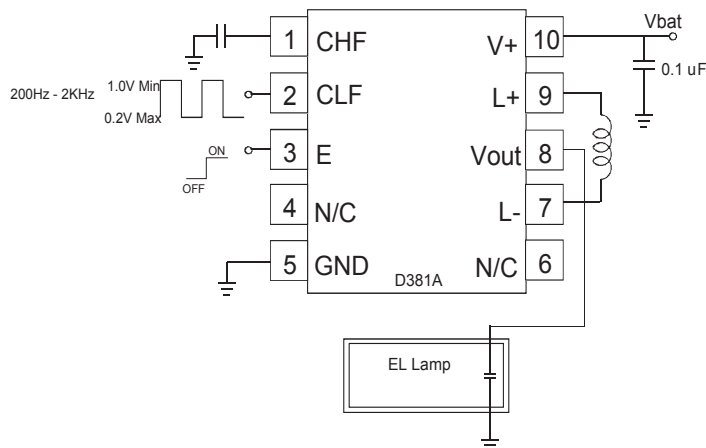 Vbat
1 CHF V+ 10
0.1 uF
200Hz - 2KHz 1.0V Min
0.2V Max
2 CLF L+ 9
ON
OFF
3 E Vout 8
4 N/C L- 7
5 GND D381A N/C 6
EL Lamp